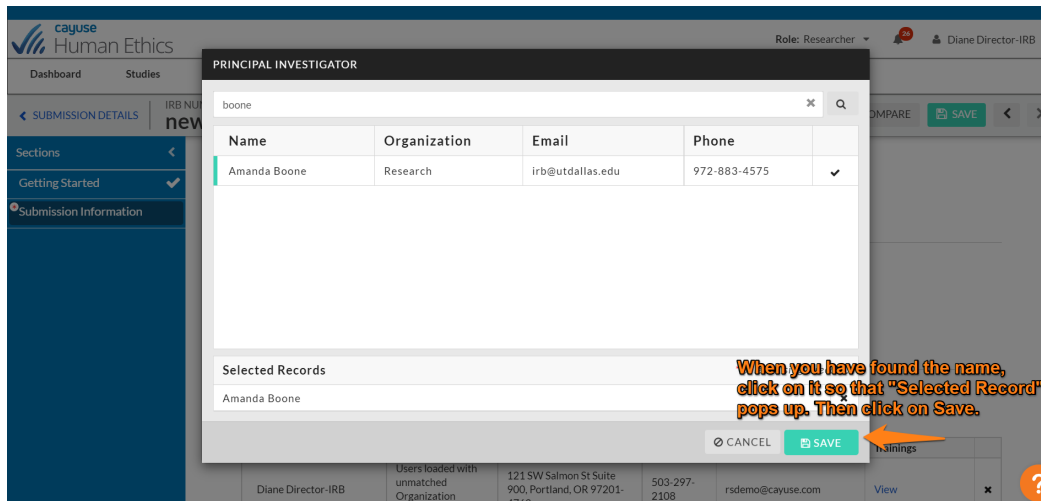 cayuse
Human Ethics
Role: Researcher
26
Diane Director-IRB
Dashboard Studies
PRINCIPAL INVESTIGATOR
SUBMISSION DETAILS
IRB NU
new
boone
OMPARE
SAVE
Sections
Getting Started
Submission Information
Name Organization Email Phone
Amanda Boone Research irb@utdallas.edu 972-883-4575
Selected Records
Amanda Boone
When you have found the name,
click on it so that "Selected Record"
pops up. Then click on Save.
CANCEL SAVE
Trainings
Diane Director-IRB
Users loaded with
unmatched
Organization
121 SW Salmon St Suite
900, Portland, OR 97201-
503-297-
2108
rsdemo@cayuse.com
View
?